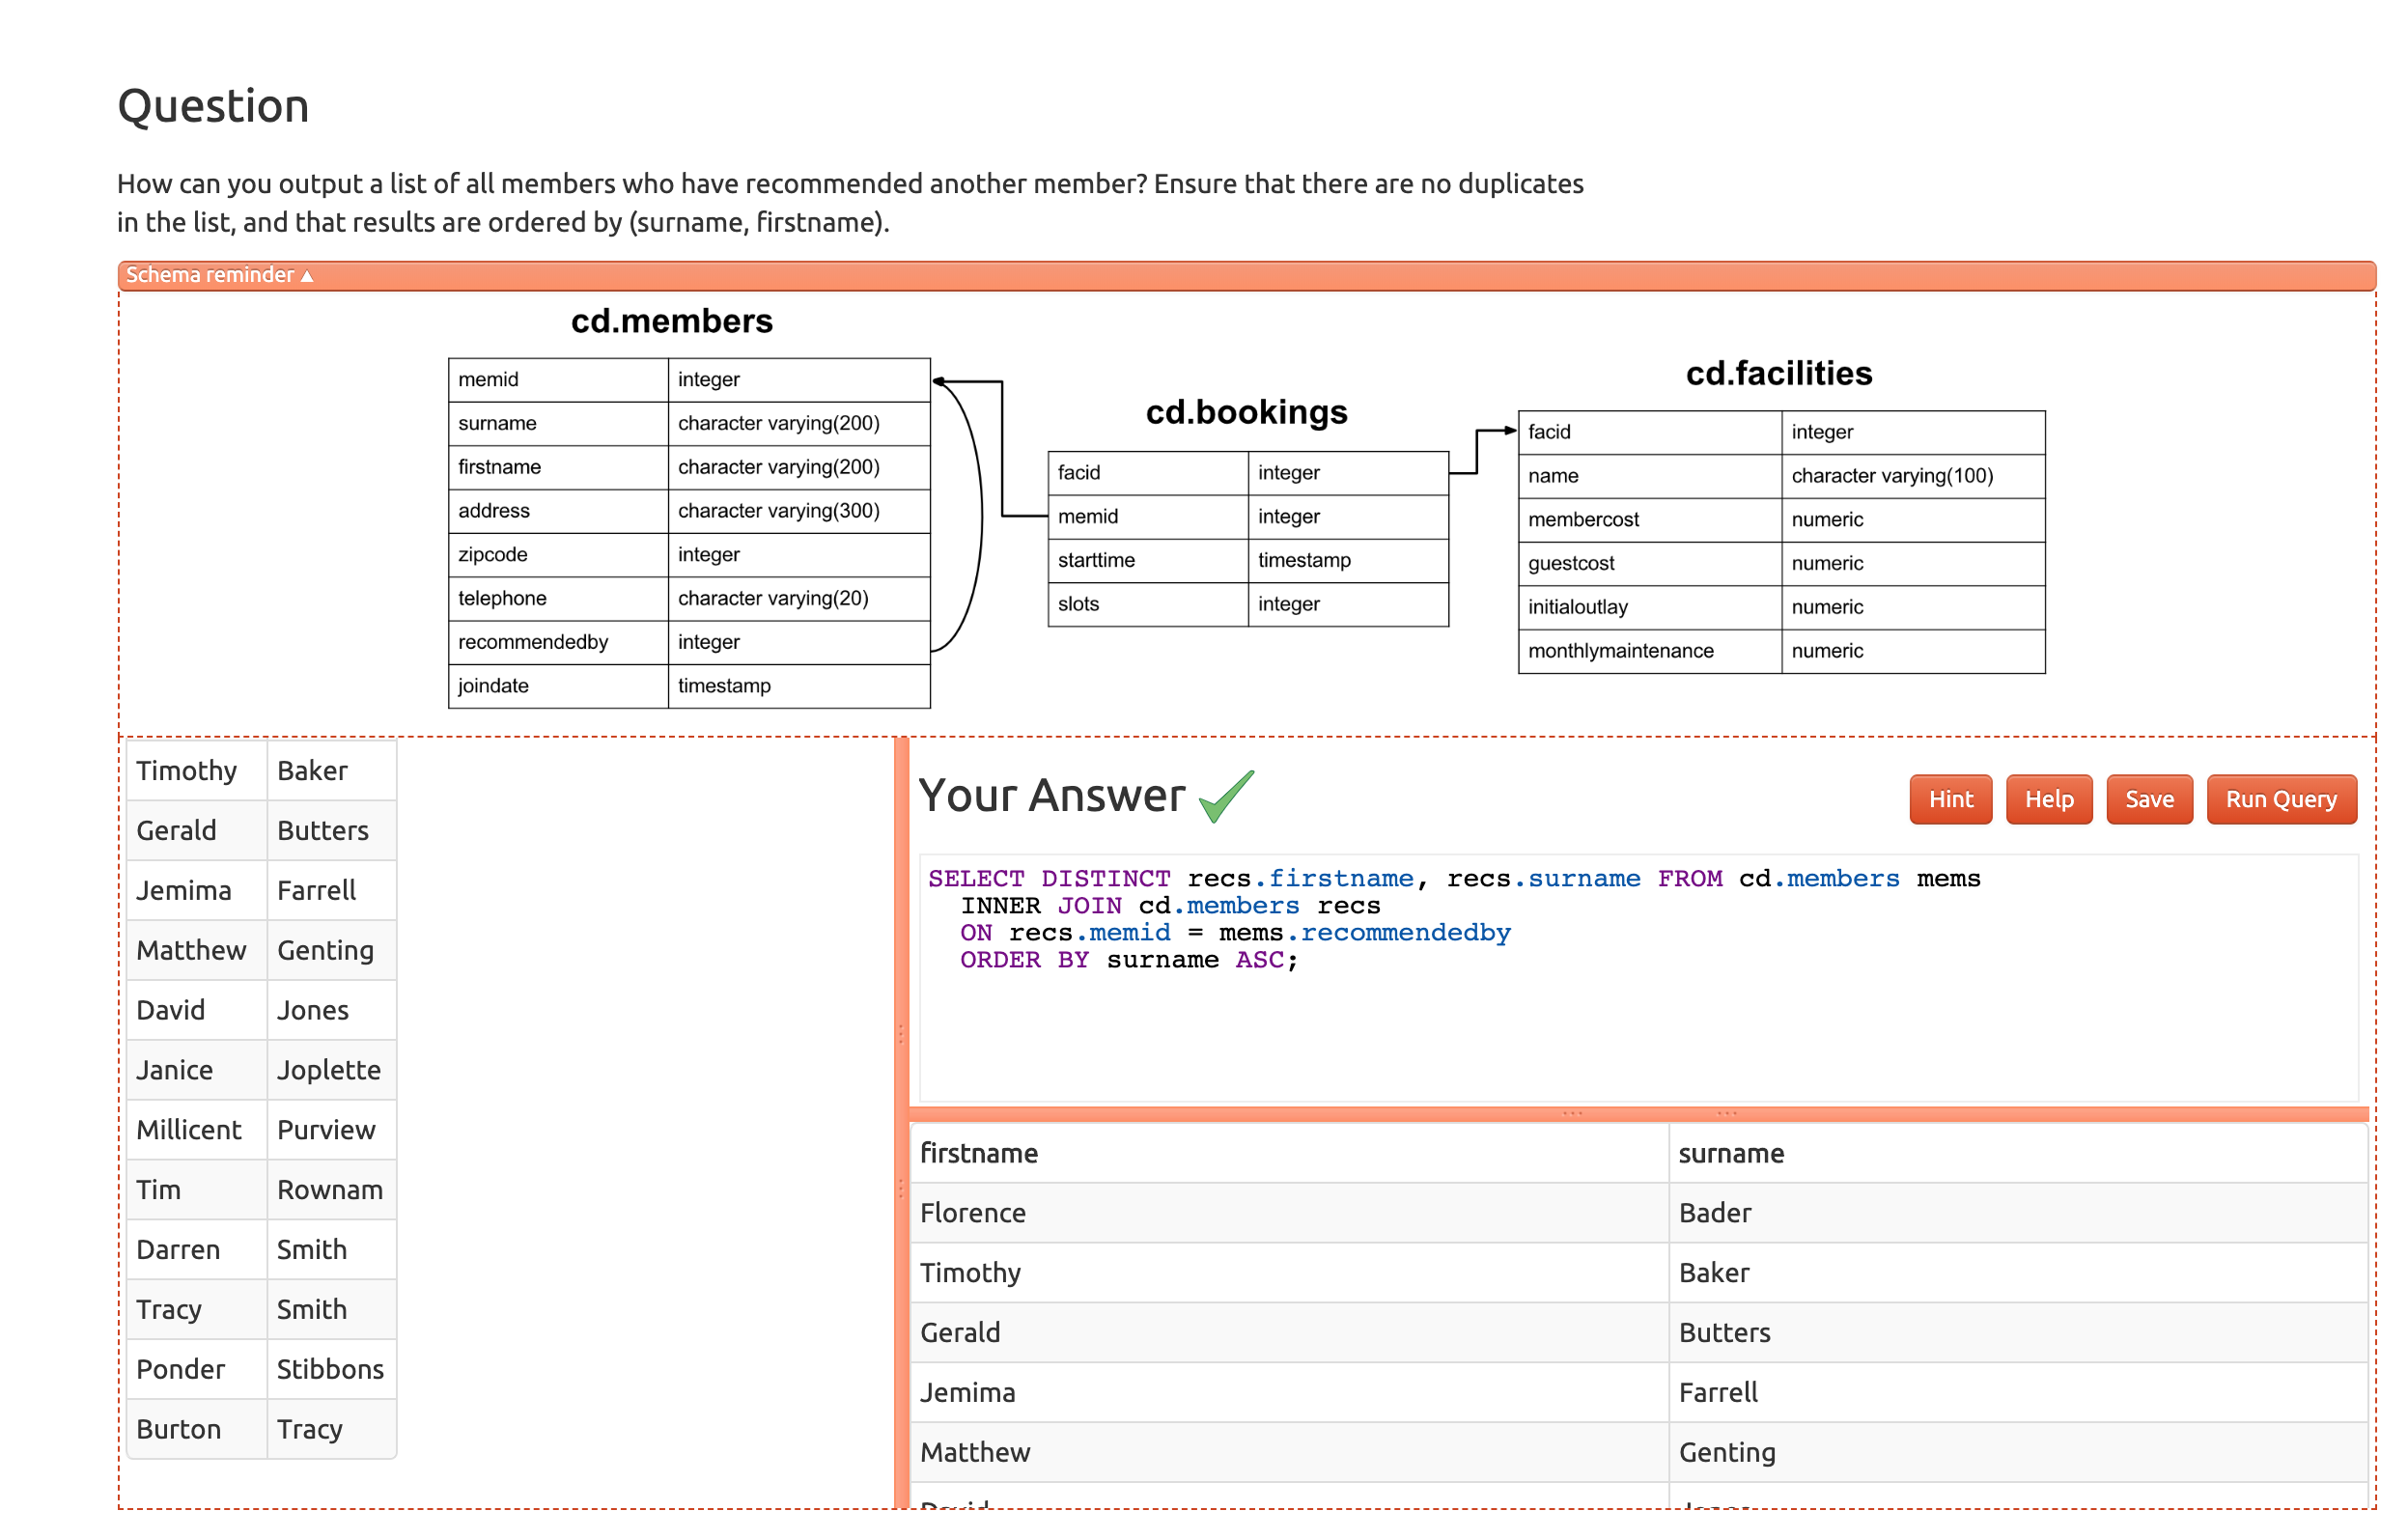 Question
How can you output a list of all members who have recommended another member? Ensure that there are no duplicates
in the list, and that results are ordered by (surname, firstname).
Schema reminder
cd.members
memid integer
surname character varying(200)
firstname character varying(200)
address character varying(300)
zipcode integer
telephone character varying(20)
recommendedby integer
joindate timestamp
cd.bookings
facid integer
memid integer
starttime timestamp
slots integer
cd.facilities
facid integer
name character varying(100)
membercost numeric
guestcost numeric
initialoutlay numeric
monthlymaintenance numeric
Timothy Baker
Gerald Butters
Jemima Farrell
Matthew Genting
David Jones
Janice Joplette
Millicent Purview
Tim Rownam
Darren Smith
Tracy Smith
Ponder Stibbons
Burton Tracy
Your Answer
Hint Help Save Run Query
SELECT DISTINCT recs.firstname, recs.surname FROM cd.members mems
INNER JOIN cd.members recs
ON recs.memid = mems.recommendedby
ORDER BY surname ASC;
firstname surname
Florence Bader
Timothy Baker
Gerald Butters
Jemima Farrell
Matthew Genting